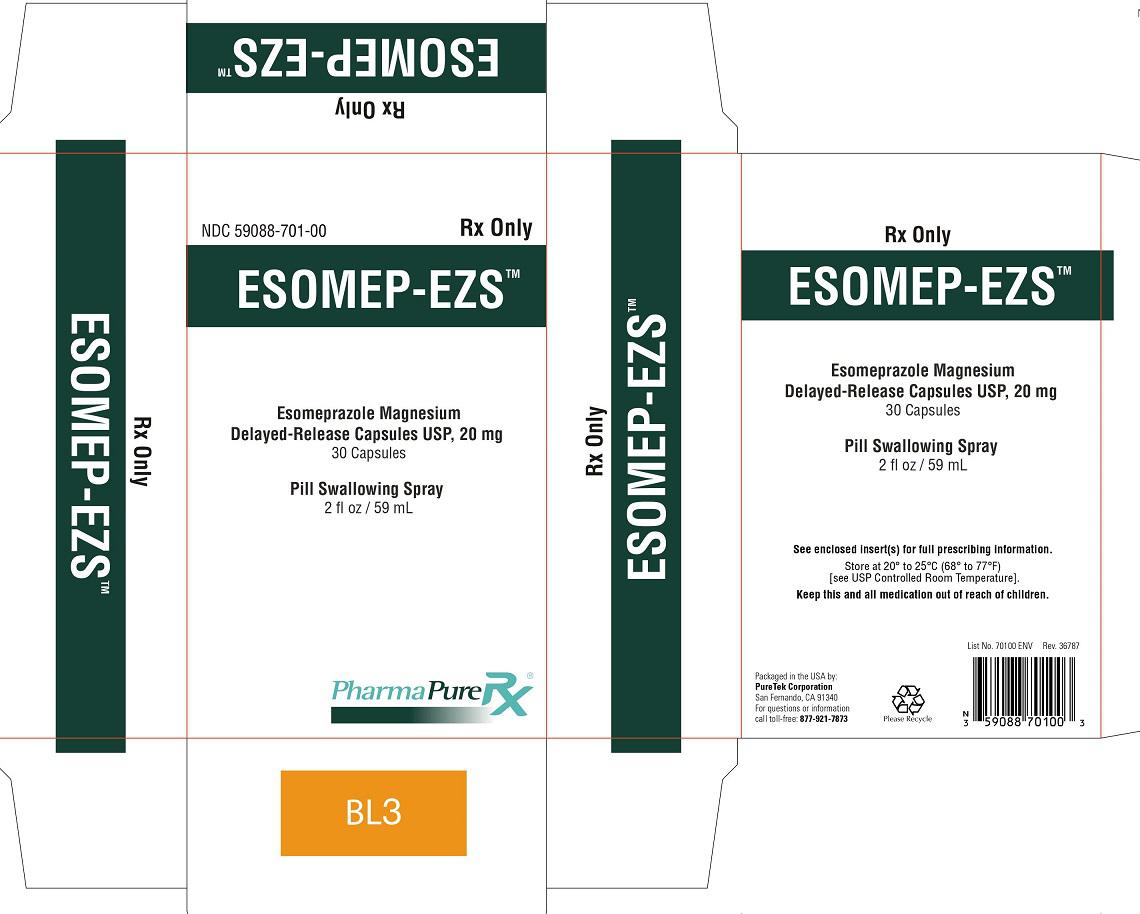 ESOMEP-EZS™
Rx Only
ESOMEP-EZS™
Rx Only
NDC 59088-701-00
Rx Only
ESOMEP-EZS™
Esomeprazole Magnesium
Delayed-Release Capsules USP, 20 mg
30 Capsules
Pill Swallowing Spray
2 fl oz / 59 mL
PharmaPureRx®
BL3
Rx Only
ESOMEP-EZS™
Rx Only
ESOMEP-EZS™
Esomeprazole Magnesium
Delayed-Release Capsules USP, 20 mg
30 Capsules
Pill Swallowing Spray
2 fl oz / 59 mL
See enclosed insert(s) for full prescribing information.
Store at 20° to 25°C (68° to 77°F)
[see USP Controlled Room Temperature].
Keep this and all medication out of reach of children.
List No. 70100 ENV Rev. 36787
Packaged in the USA by:
PureTek Corporation
San Fernando, CA 91340
For questions or information
call toll-free: 877-921-7873
Please Recycle
N
3 59088 70100 3